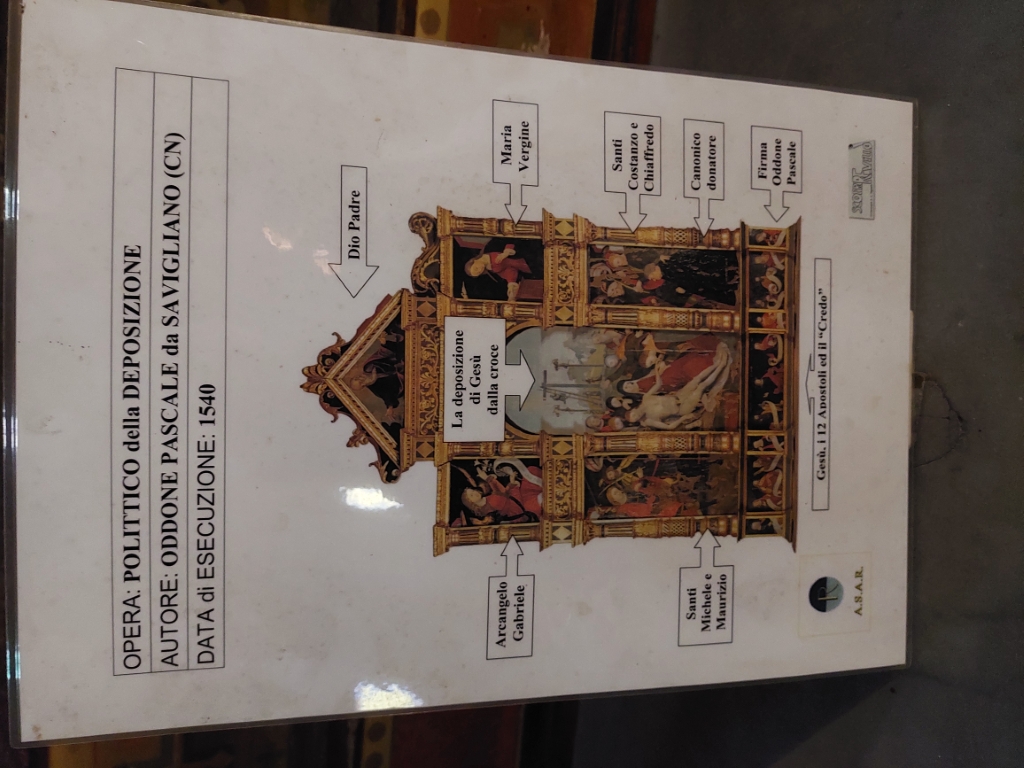 OPERA: POLITTICO della DEPOSIZIONE
AUTORE: ODDONE PASCALE da SAVIGLIANO (CN)
DATA di ESECUZIONE: 1540
Dio Padre
Maria
Vergine
La deposizione
di Gesù
dalla croce
Arcangelo
Gabriele
Santi
Costanzo e
Chiaffredo
Canonico
donatore
Santi
Michele e
Maurizio
Firma
Oddone
Pascale
Gesù, i 12 Apostoli ed il “Credo”
A.S.A.R.